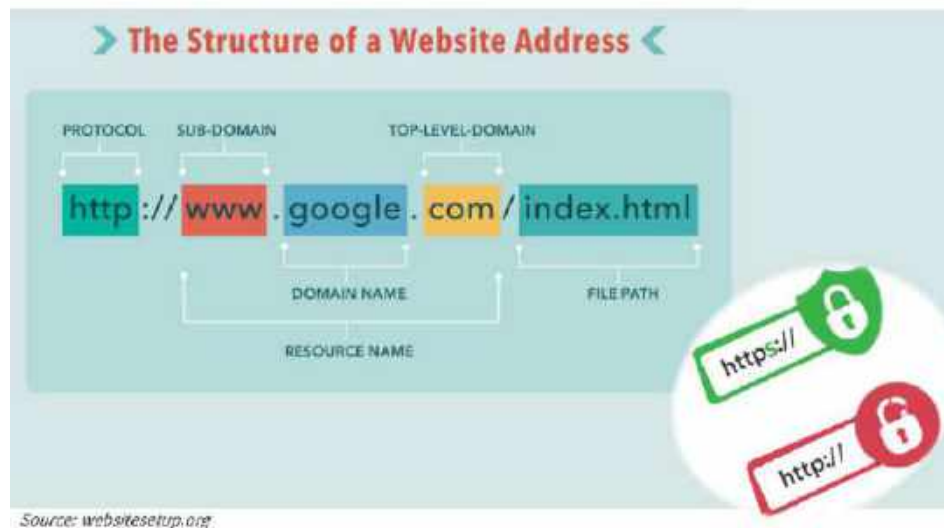 The Structure of a Website Address
PROTOCOL SUB-DOMAIN TOP-LEVEL-DOMAIN
http://www.google.com/index.html
DOMAIN NAME FILE PATH
RESOURCE NAME
https://
http://
Source: websitesetup.org